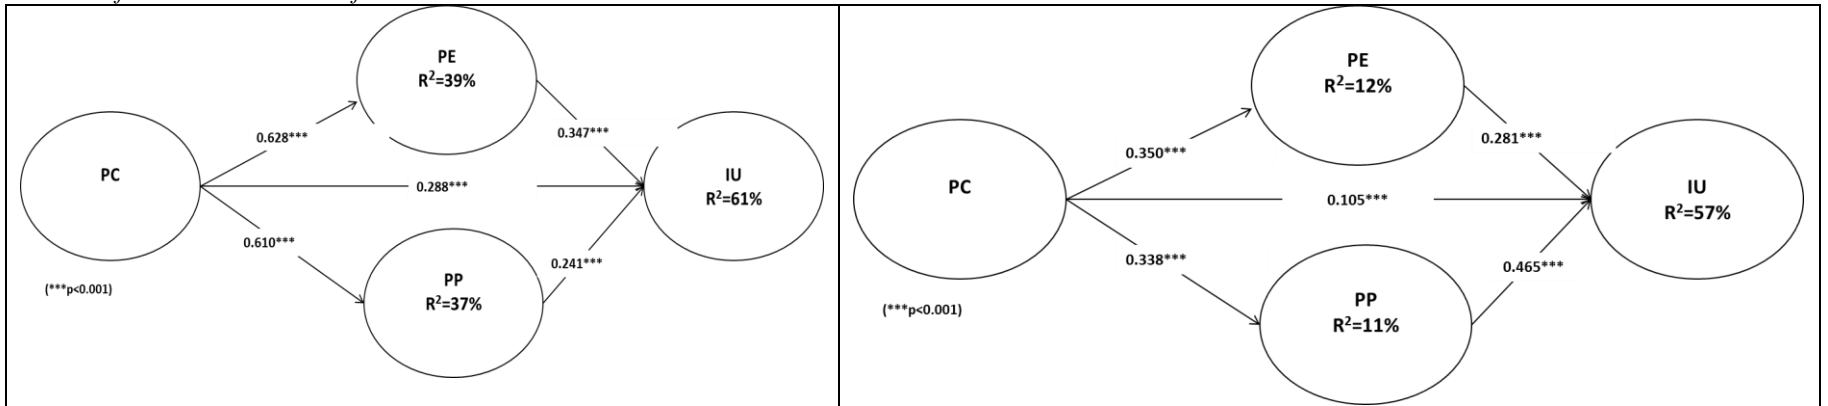 PE
R²=39%
0.628***
0.347***
PC
0.288***
IU
R²=61%
0.610***
0.241***
PP
R²=37%
(***p<0.001)
PE
R²=12%
0.350***
0.281***
PC
0.105***
IU
R²=57%
0.338***
0.465***
PP
R²=11%
(***p<0.001)